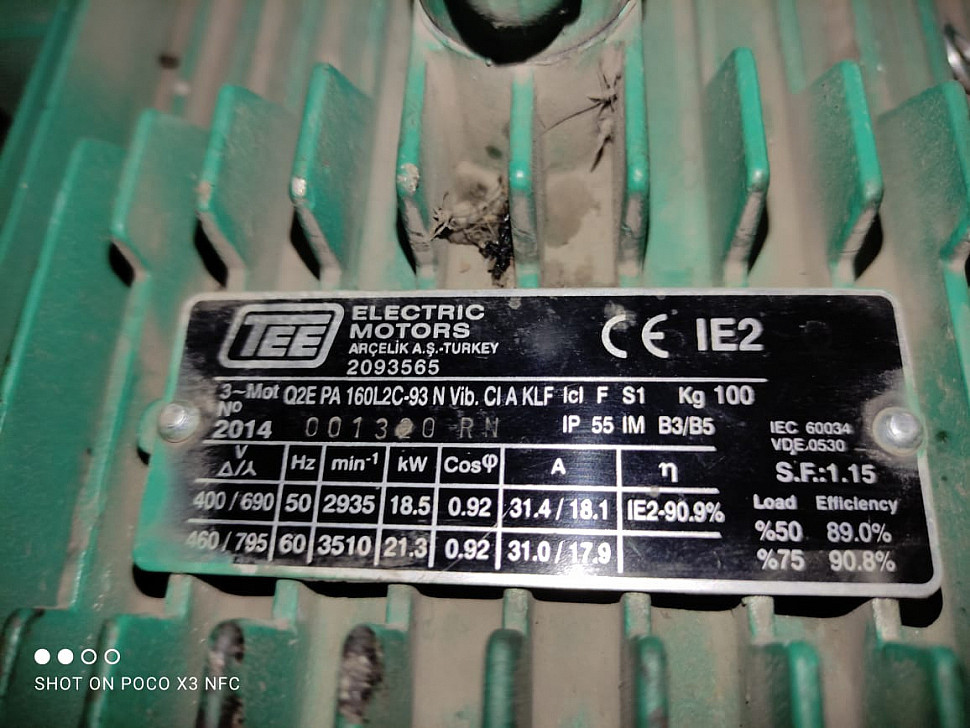 TEE
ELECTRIC
MOTORS
ARÇELİK A.Ş.-TURKEY
2093565
CE IE2
3~Mot Q2E PA 160L2C-93 N Vib. Cl A KLF Icl F S1 Kg 100
Nº
2014 001320 RN IP 55 IM B3/B5
IEC 60034
VDE.0530
S.F.:1.15
V
Δ/⅄ Hz min⁻¹ kW Cosφ A η
400/690 50 2935 18.5 0.92 31.4/18.1 IE2-90.9%
460/795 60 3510 21.3 0.92 31.0/17.9
Load Efficiency
%50 89.0%
%75 90.8%
SHOT ON POCO X3 NFC